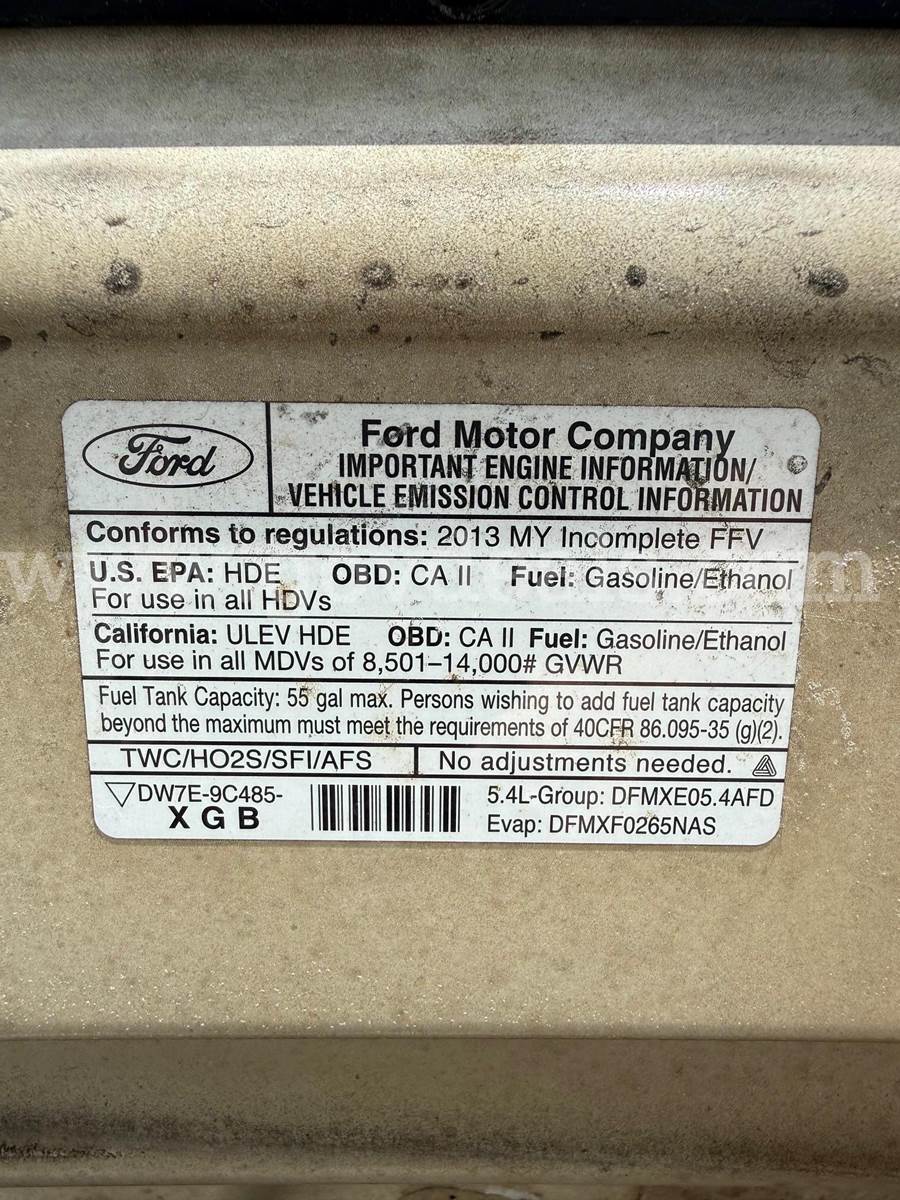 Ford
Ford Motor Company
IMPORTANT ENGINE INFORMATION/
VEHICLE EMISSION CONTROL INFORMATION
Conforms to regulations: 2013 MY Incomplete FFV
U.S. EPA: HDE OBD: CA II Fuel: Gasoline/Ethanol
For use in all HDVs
California: ULEV HDE OBD: CA II Fuel: Gasoline/Ethanol
For use in all MDVs of 8,501–14,000# GVWR
Fuel Tank Capacity: 55 gal max. Persons wishing to add fuel tank capacity
beyond the maximum must meet the requirements of 40CFR 86.095-35 (g)(2).
TWC/HO2S/SFI/AFS No adjustments needed.
DW7E-9C485-
X G B
5.4L-Group: DFMXE05.4AFD
Evap: DFMXF0265NAS